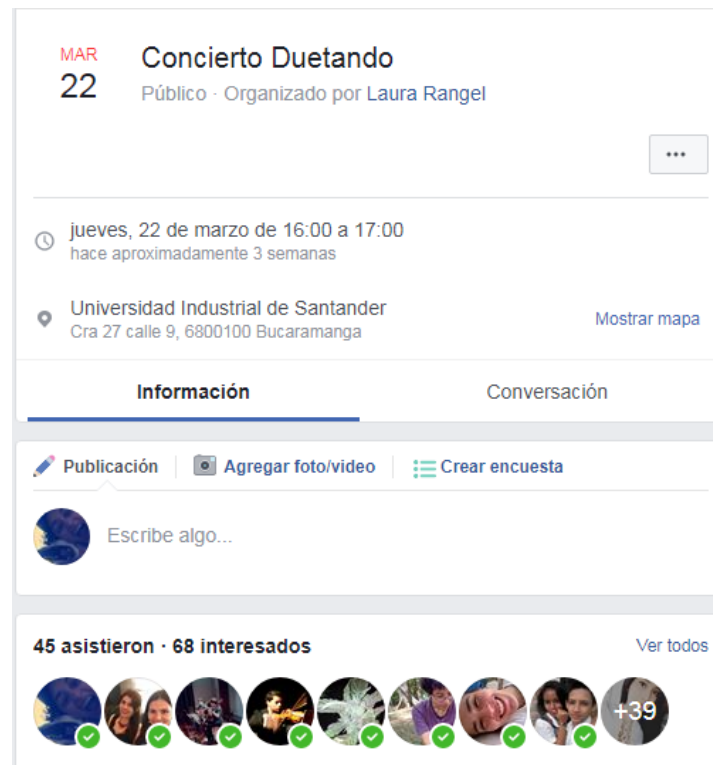 MAR
22
Concierto Duetando
Público · Organizado por Laura Rangel
...
jueves, 22 de marzo de 16:00 a 17:00
hace aproximadamente 3 semanas
Universidad Industrial de Santander
Cra 27 calle 9, 6800100 Bucaramanga
Mostrar mapa
Información
Conversación
Publicación
Agregar foto/video
Crear encuesta
Escribe algo...
45 asistieron · 68 interesados
Ver todos
+39